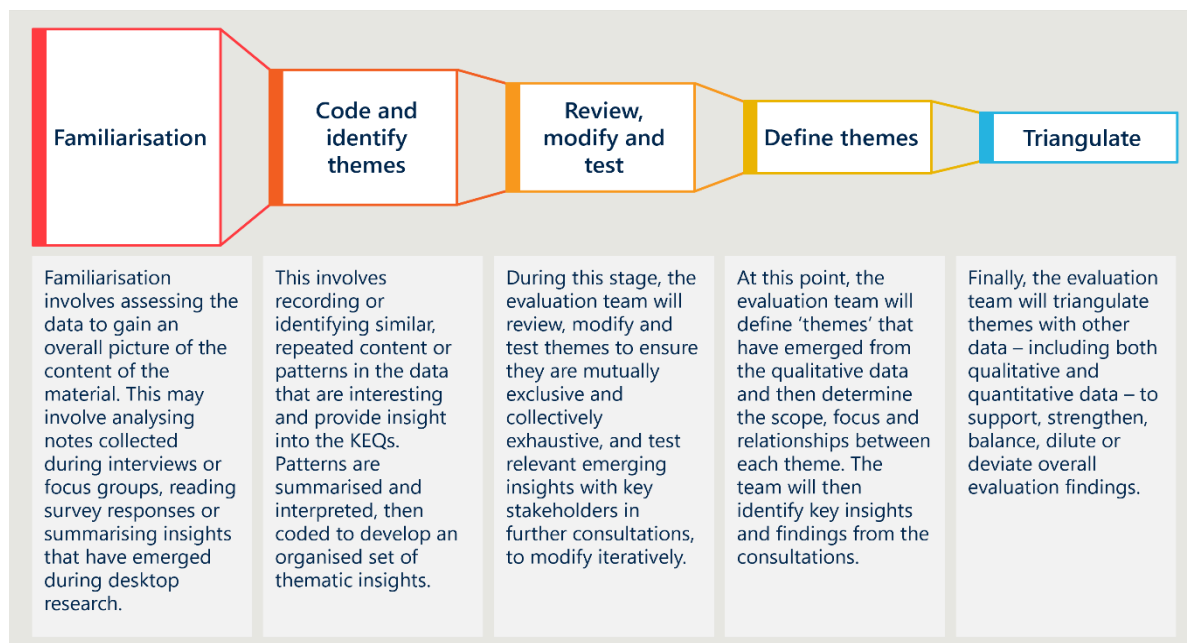 Familiarisation
Code and
identify
themes
Review,
modify and
test
Define themes
Triangulate
Familiarisation
involves assessing the
data to gain an
overall picture of the
content of the
material. This may
involve analysing
notes collected
during interviews or
focus groups, reading
survey responses or
summarising insights
that have emerged
during desktop
research.
This involves
recording or
identifying similar,
repeated content or
patterns in the data
that are interesting
and provide insight
into the KEQs.
Patterns are
summarised and
interpreted, then
coded to develop an
organised set of
thematic insights.
During this stage, the
evaluation team will
review, modify and
test themes to ensure
they are mutually
exclusive and
collectively
exhaustive, and test
relevant emerging
insights with key
stakeholders in
further consultations,
to modify iteratively.
At this point, the
evaluation team will
define ‘themes’ that
have emerged from
the qualitative data
and then determine
the scope, focus and
relationships between
each theme. The
team will then
identify key insights
and findings from the
consultations.
Finally, the evaluation
team will triangulate
themes with other
data – including both
qualitative and
quantitative data – to
support, strengthen,
balance, dilute or
deviate overall
evaluation findings.